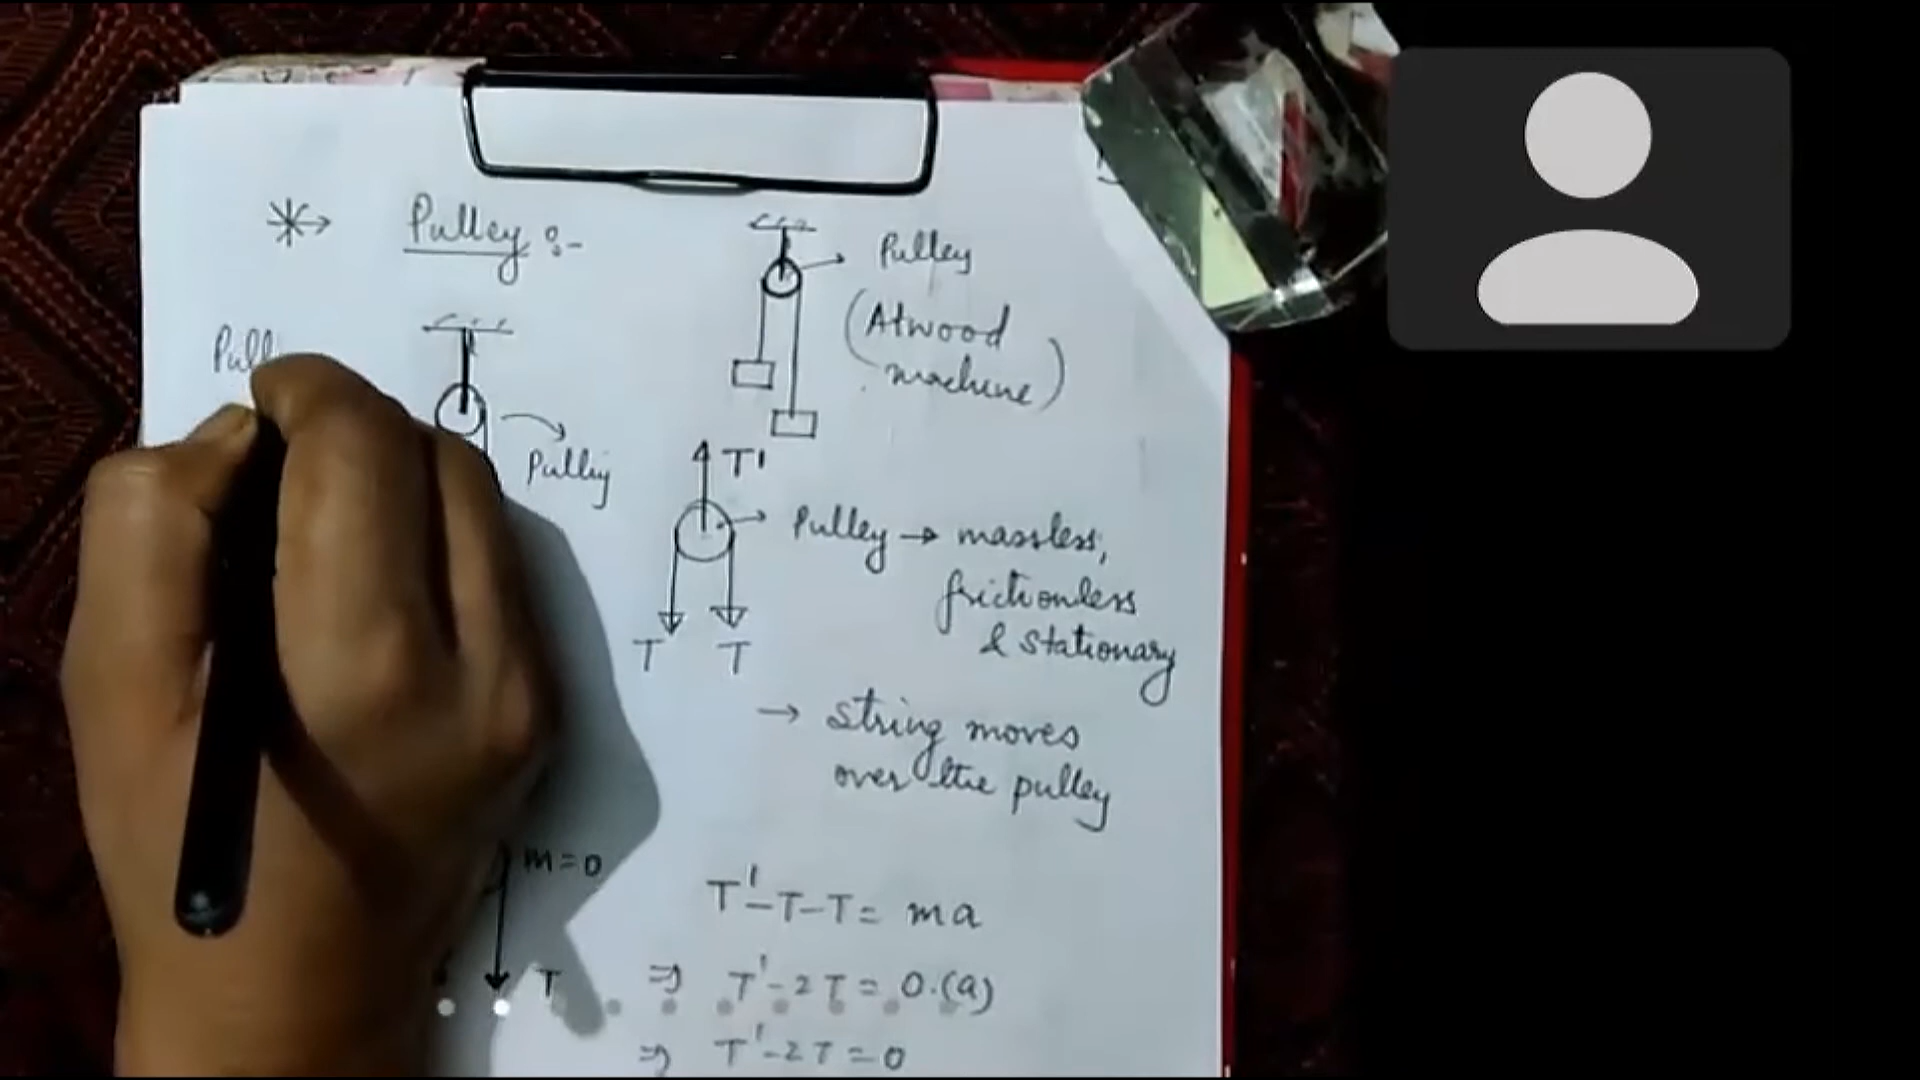 Pulley :-
Pulley
(Atwood
machine)
Pull
Pulley
T'
Pulley → massless,
frictionless
& stationary
T T
→ string moves
over the pulley
m=0
T'-T-T= ma
T
⇒ T'-2T= 0.(a)
⇒ T'-2T=0